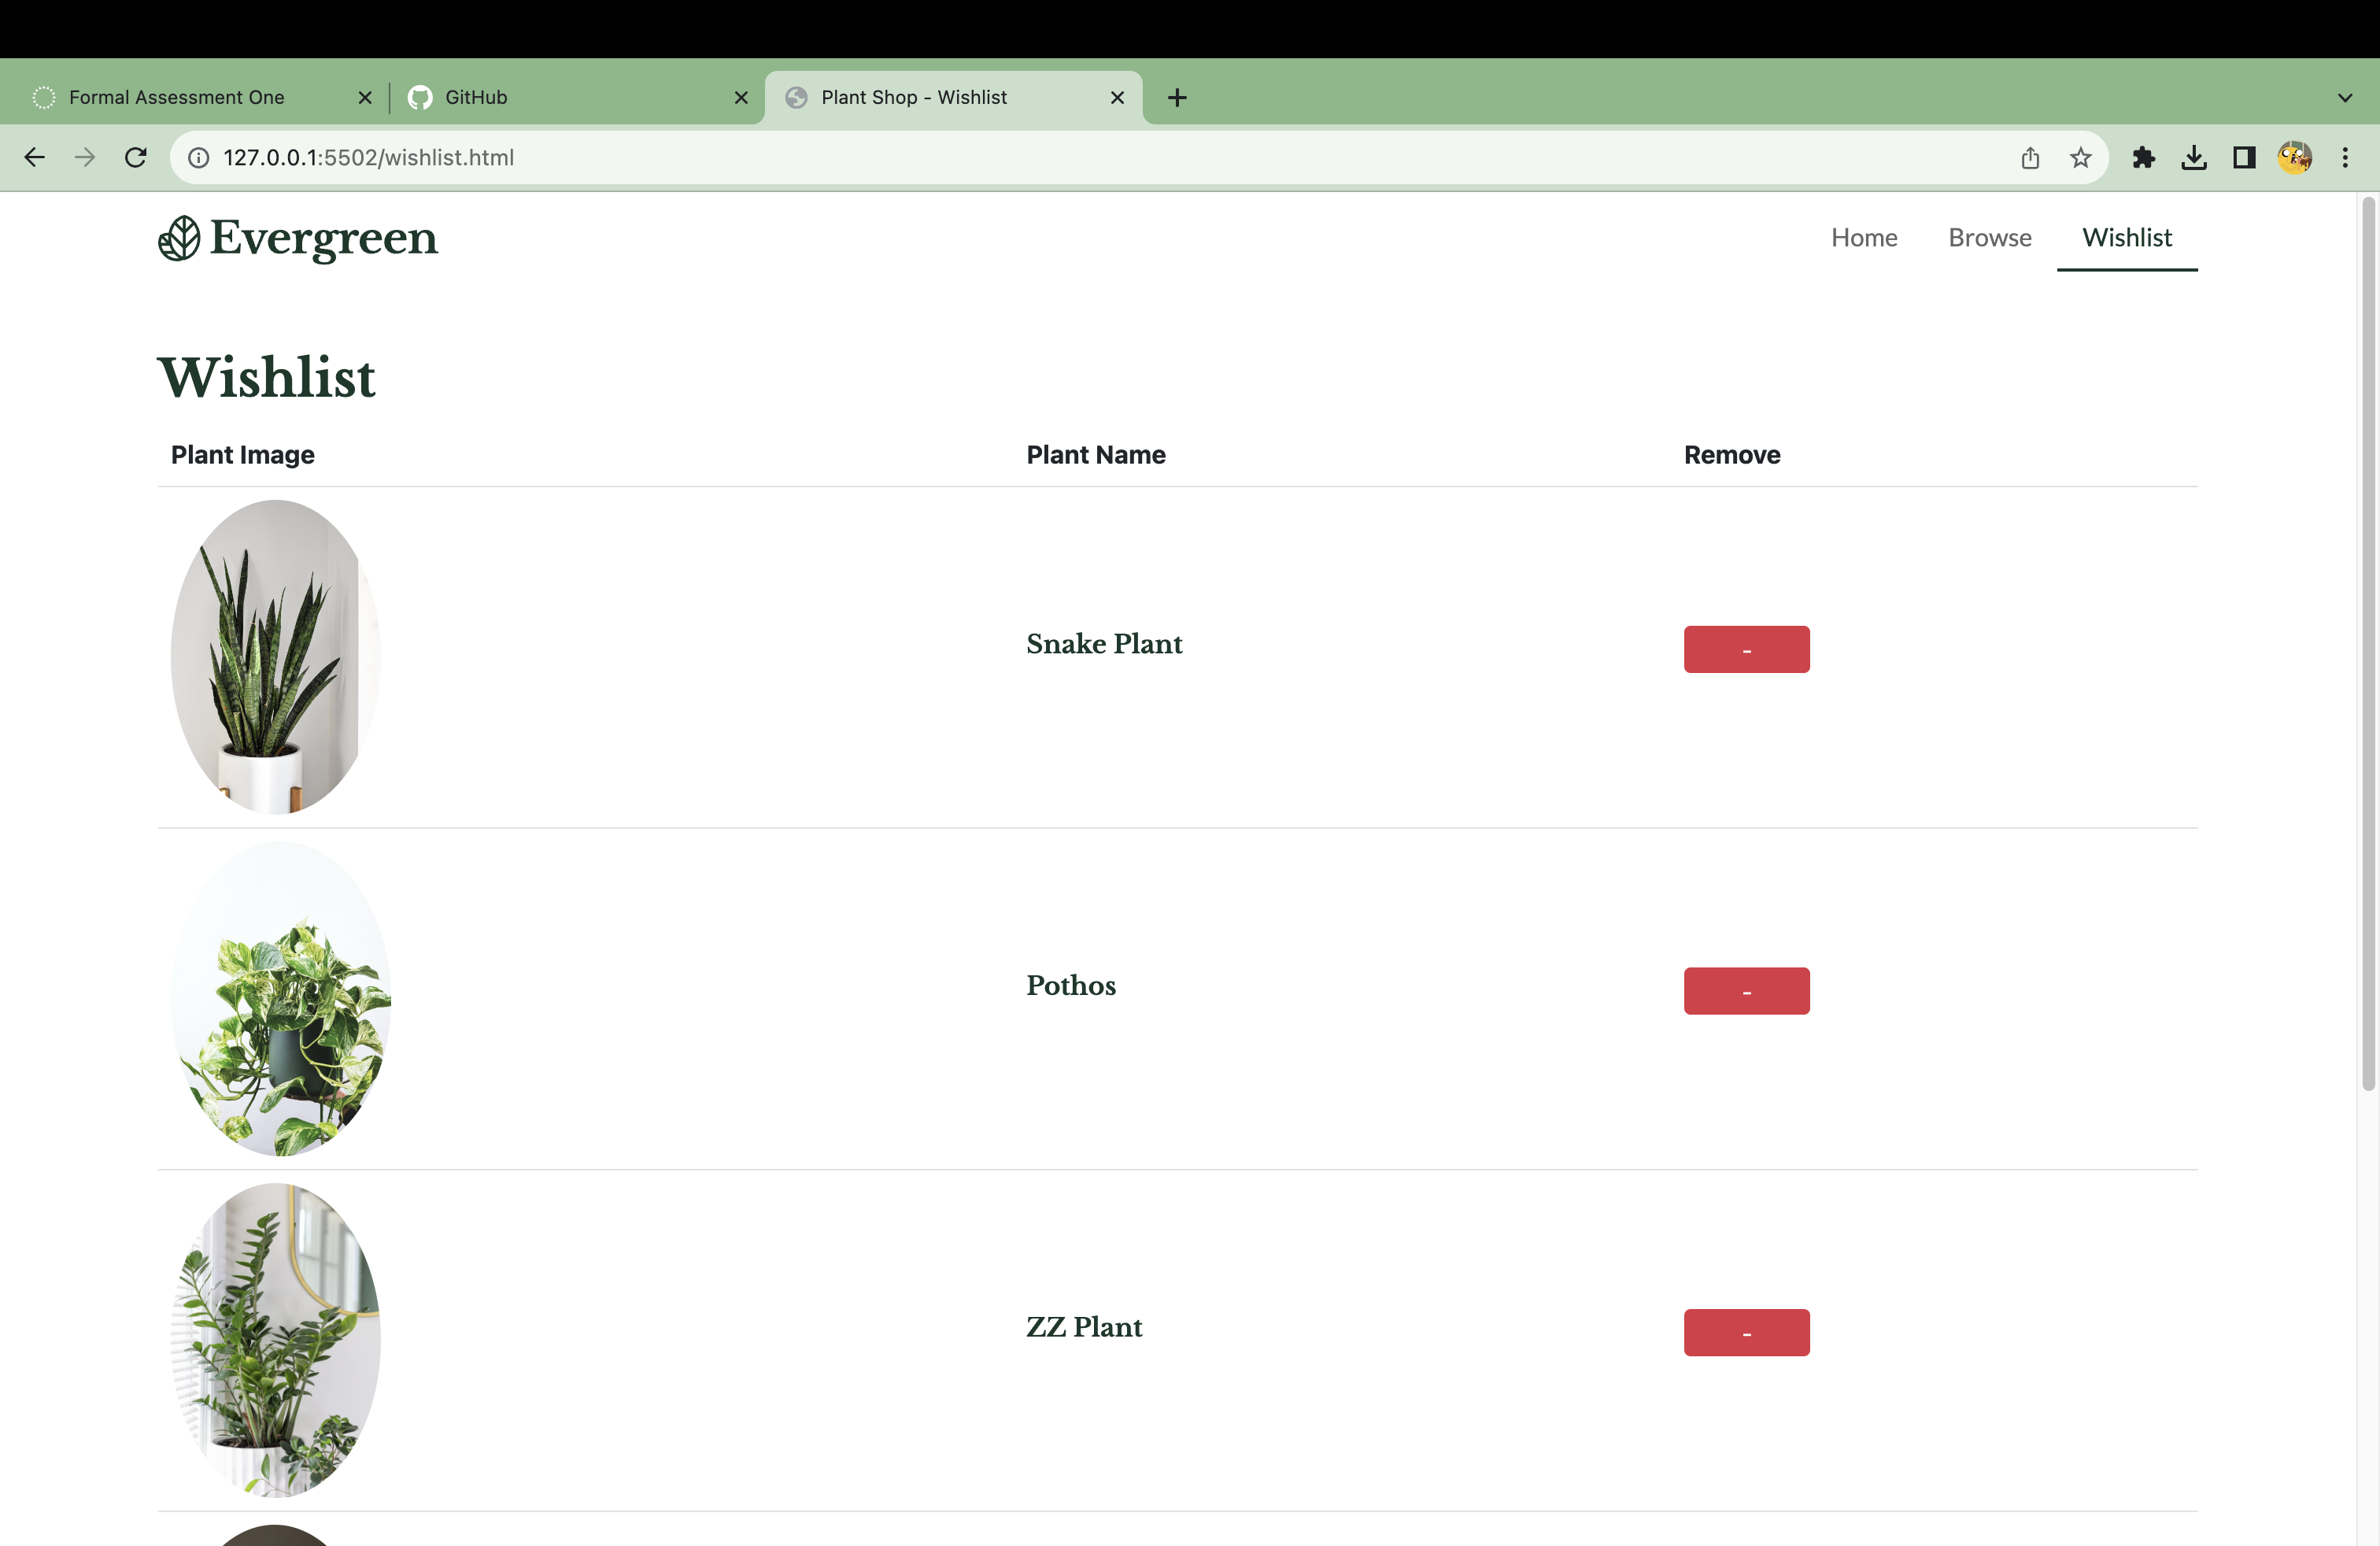 Formal Assessment One
GitHub
Plant Shop - Wishlist
127.0.0.1:5502/wishlist.html
Evergreen
Home Browse Wishlist
Wishlist
Plant Image Plant Name Remove
Snake Plant -
Pothos -
ZZ Plant -